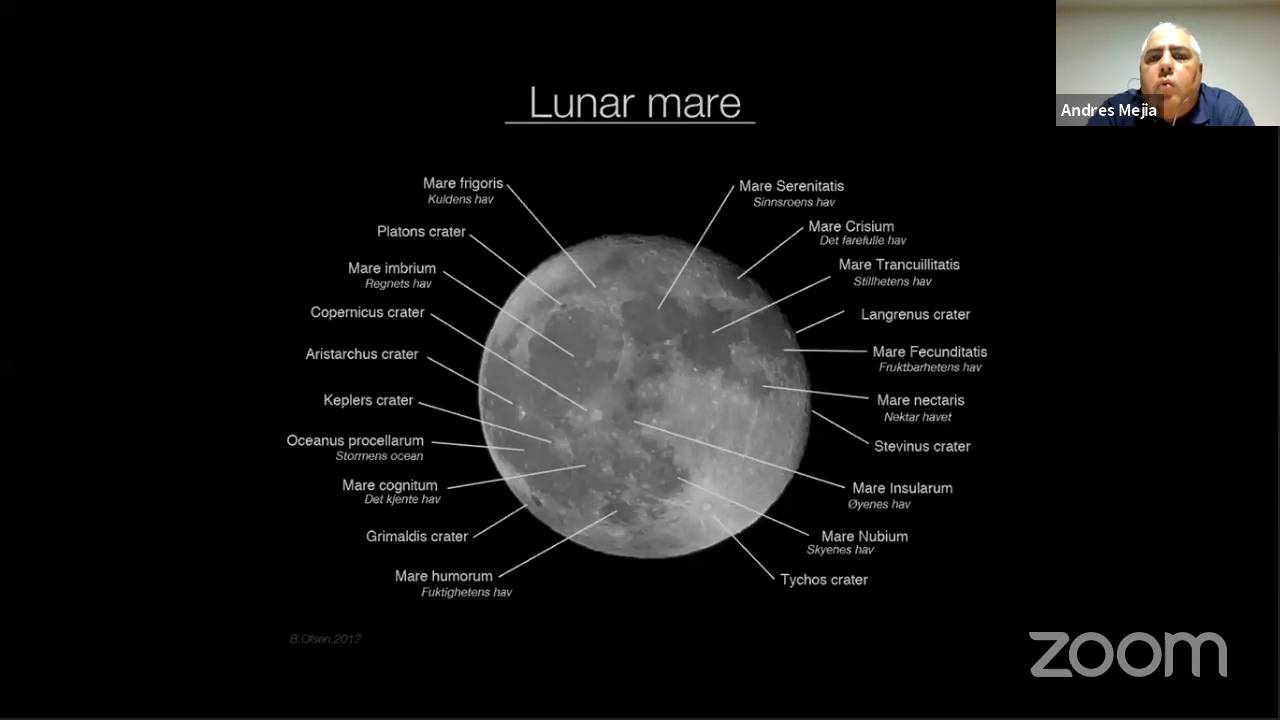 Andres Mejia
Lunar mare
Mare frigoris
Kuldens hav
Platons crater
Mare imbrium
Regnets hav
Copernicus crater
Aristarchus crater
Keplers crater
Oceanus procellarum
Stormens ocean
Mare cognitum
Det kjente hav
Grimaldis crater
Mare humorum
Fuktighetens hav
Mare Serenitatis
Sinnsroens hav
Mare Crisium
Det farefulle hav
Mare Trancuillitatis
Stillhetens hav
Langrenus crater
Mare Fecunditatis
Fruktbarhetens hav
Mare nectaris
Nektar havet
Stevinus crater
Mare Insularum
Øyenes hav
Mare Nubium
Skyenes hav
Tychos crater
B.Olsen,2012
zoom